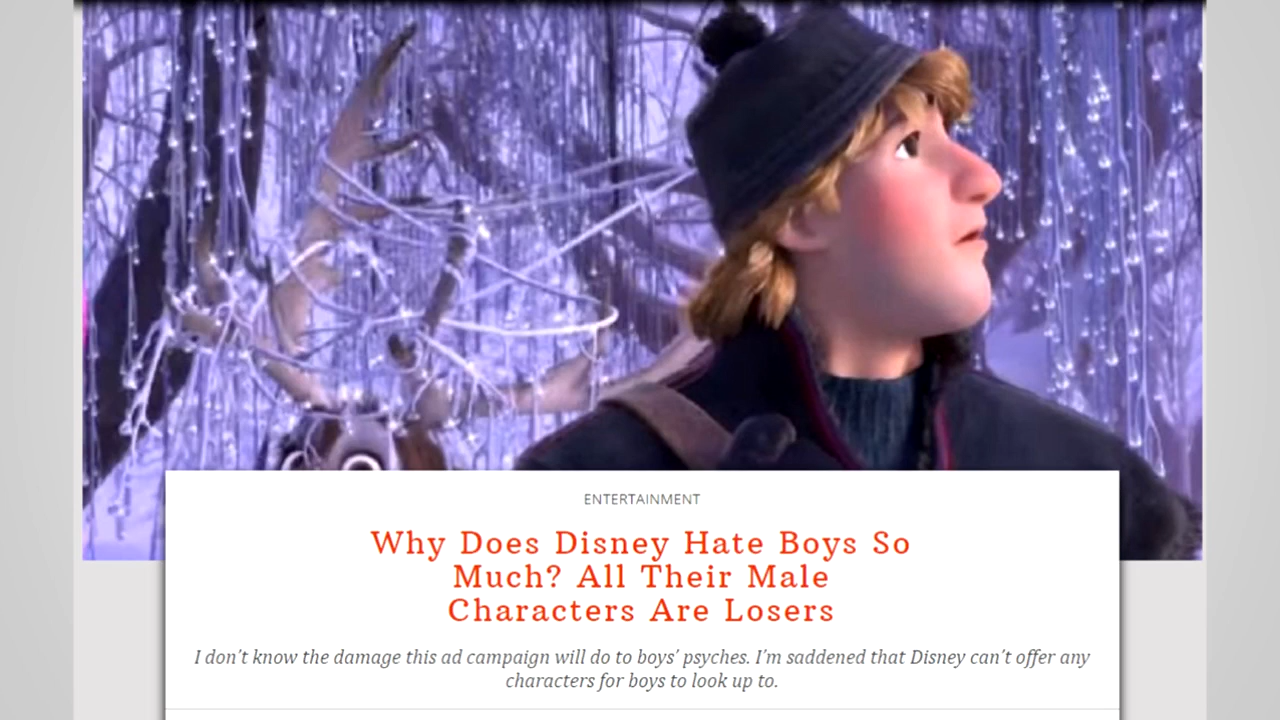 ENTERTAINMENT
Why Does Disney Hate Boys So
Much? All Their Male
Characters Are Losers
I don't know the damage this ad campaign will do to boys' psyches. I'm saddened that Disney can't offer any
characters for boys to look up to.